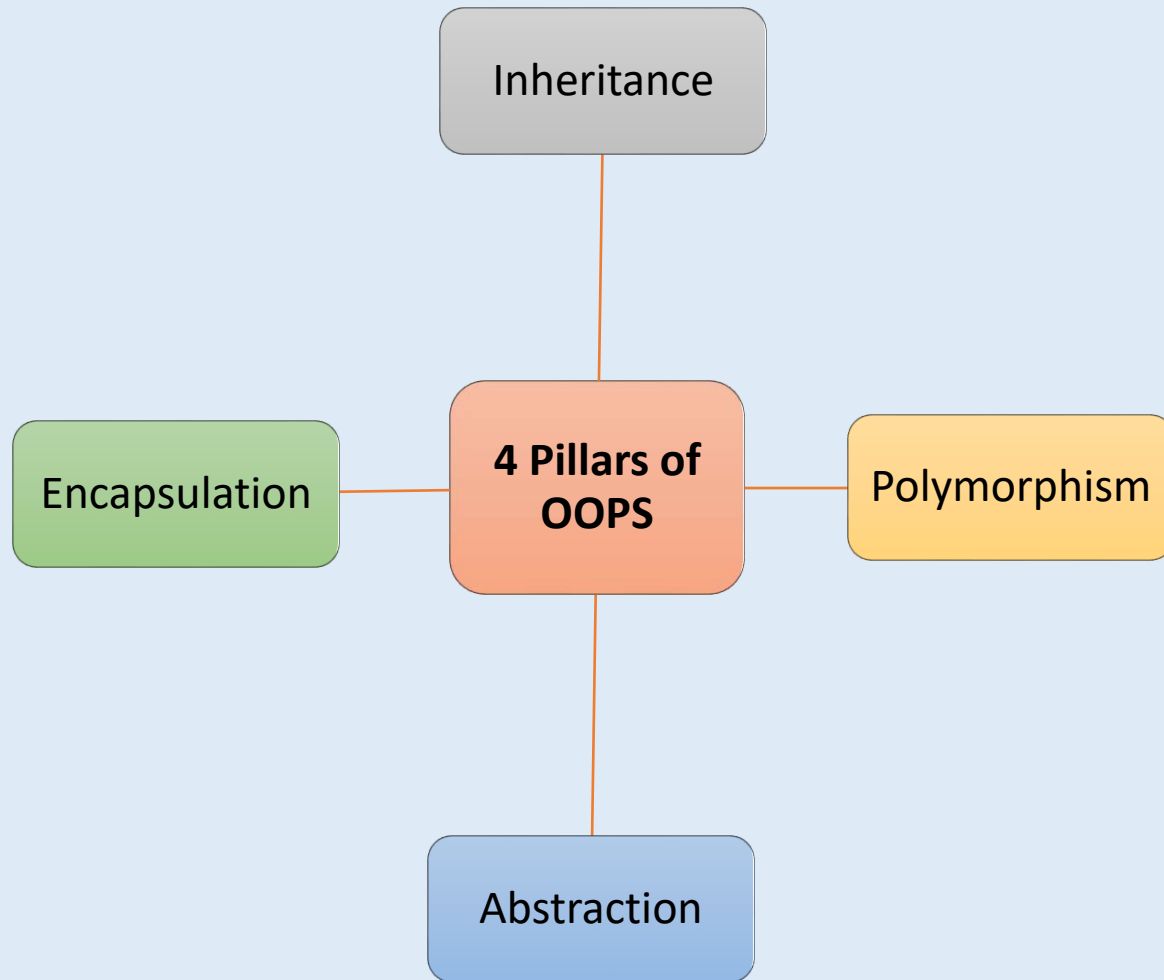 Inheritance
Encapsulation
4 Pillars of
OOPS
Polymorphism
Abstraction